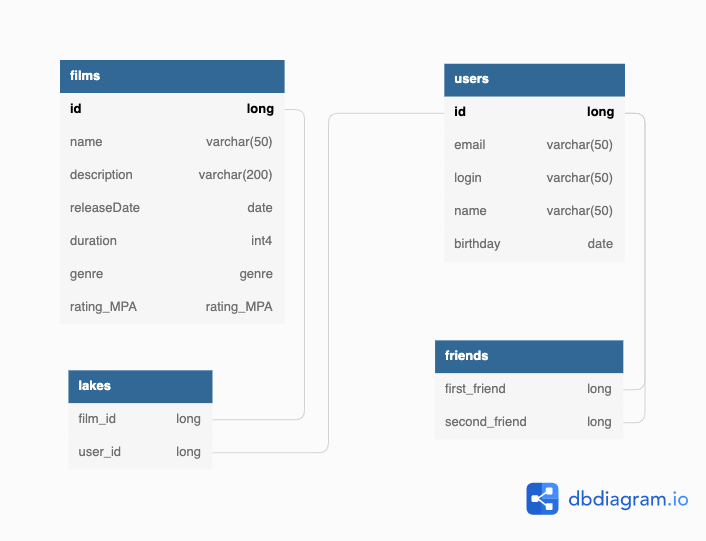 films
id long
name varchar(50)
description varchar(200)
releaseDate date
duration int4
genre genre
rating_MPA rating_MPA
users
id long
email varchar(50)
login varchar(50)
name varchar(50)
birthday date
lakes
film_id long
user_id long
friends
first_friend long
second_friend long
dbdiagram.io